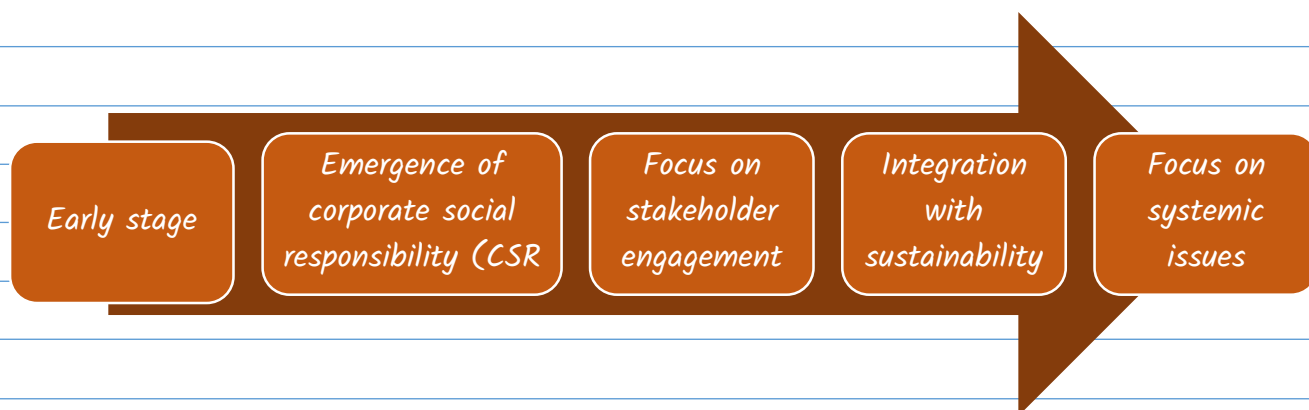 Early stage
Emergence of
corporate social
responsibility (CSR
Focus on
stakeholder
engagement
Integration
with
sustainability
Focus on
systemic
issues